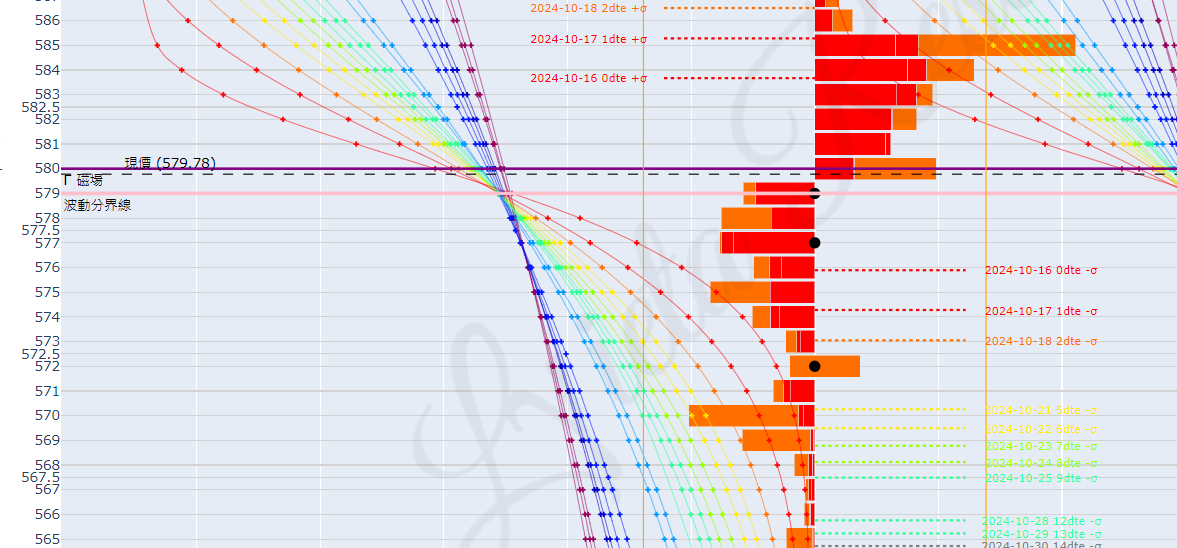 586
2024-10-18 2dte +σ
585
2024-10-17 1dte +σ
584
2024-10-16 0dte +σ
583
582.5
582
581
現價 (579.78)
580
Γ 磁場
579
波動分界線
578
577.5
577
576
2024-10-16 0dte -σ
575
2024-10-17 1dte -σ
574
573
2024-10-18 2dte -σ
572.5
572
571
2024-10-21 5dte -σ
570
2024-10-22 6dte -σ
569
2024-10-23 7dte -σ
568
2024-10-24 8dte -σ
567.5
2024-10-25 9dte -σ
567
566
2024-10-28 12dte -σ
2024-10-29 13dte -σ
565
2024-10-30 14dte -σ